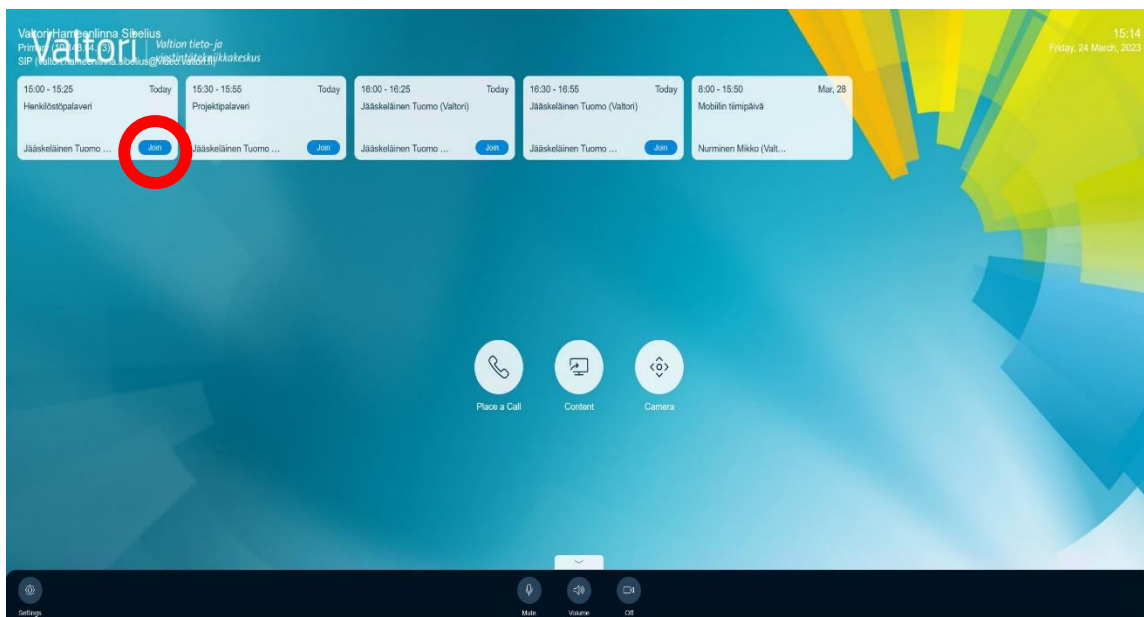 Valtori Hämeenlinna Sibelius
Valtori
Valtion tieto- ja
viestintätekniikkakeskus
15:14
Friday, 24 March, 2023
15:00 - 15:25 Today
Henkilöstöpalaveri
Jääskeläinen Tuomo ... Join
15:30 - 15:55 Today
Projektipalaveri
Jääskeläinen Tuomo ... Join
16:00 - 16:25 Today
Jääskeläinen Tuomo (Valtori)
Jääskeläinen Tuomo ... Join
16:30 - 16:55 Today
Jääskeläinen Tuomo (Valtori)
Jääskeläinen Tuomo ... Join
8:00 - 15:50 Mar, 28
Mobiilin tiimipäivä
Nurminen Mikko (Valt...
Place a Call
Content
Camera
Settings
Mute
Volume
Off